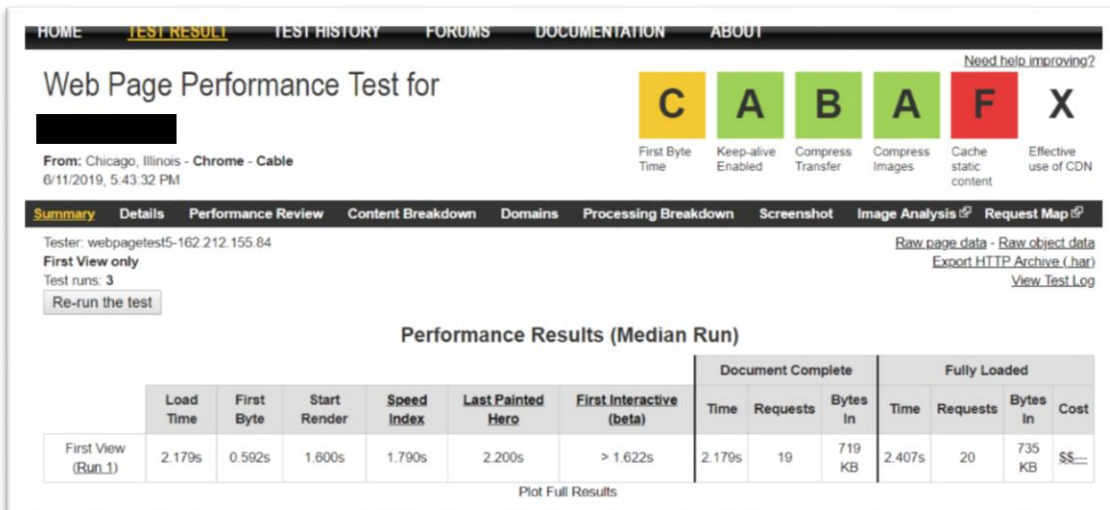 HOME TEST RESULT TEST HISTORY FORUMS DOCUMENTATION ABOUT
Need help improving?
Web Page Performance Test for
C A B A F X
First Byte Time
Keep-alive Enabled
Compress Transfer
Compress Images
Cache static content
Effective use of CDN
From: Chicago, Illinois - Chrome - Cable
6/11/2019, 5:43:32 PM
Summary Details Performance Review Content Breakdown Domains Processing Breakdown Screenshot Image Analysis Request Map
Tester: webpagetest5-162.212.155.84
First View only
Test runs: 3
Re-run the test
Raw page data - Raw object data
Export HTTP Archive (.har)
View Test Log
Performance Results (Median Run)
Document Complete Fully Loaded
Load Time First Byte Start Render Speed Index Last Painted Hero First Interactive (beta) Time Requests Bytes In Time Requests Bytes In Cost
First View (Run 1) 2.179s 0.592s 1.600s 1.790s 2.200s > 1.622s 2.179s 19 719 KB 2.407s 20 735 KB $$---
Plot Full Results